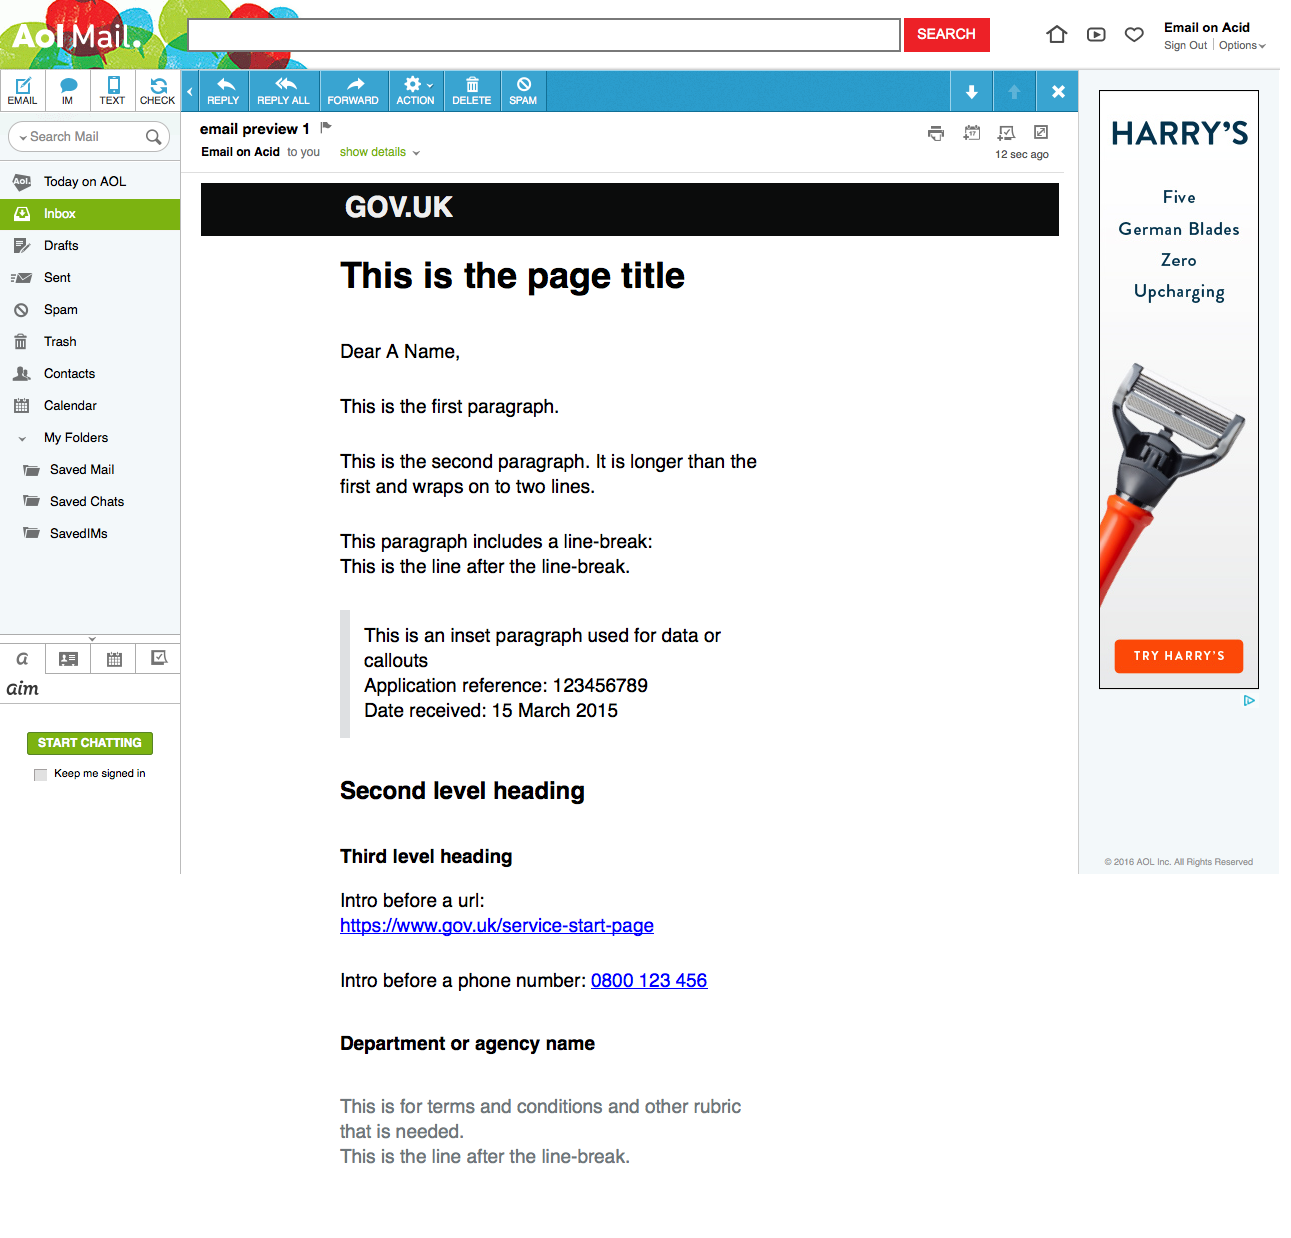 Aol Mail.
SEARCH
Email on Acid
Sign Out | Options
EMAIL IM TEXT CHECK
REPLY REPLY ALL FORWARD ACTION DELETE SPAM
Search Mail
email preview 1
Email on Acid to you show details
17
12 sec ago
Aol. Today on AOL
Inbox
Drafts
Sent
Spam
Trash
Contacts
Calendar
My Folders
Saved Mail
Saved Chats
SavedIMs
a
aim
START CHATTING
Keep me signed in
GOV.UK
This is the page title
Dear A Name,
This is the first paragraph.
This is the second paragraph. It is longer than the
first and wraps on to two lines.
This paragraph includes a line-break:
This is the line after the line-break.
This is an inset paragraph used for data or
callouts
Application reference: 123456789
Date received: 15 March 2015
Second level heading
Third level heading
Intro before a url:
https://www.gov.uk/service-start-page
Intro before a phone number: 0800 123 456
Department or agency name
This is for terms and conditions and other rubric
that is needed.
This is the line after the line-break.
HARRY'S
Five
German Blades
Zero
Upcharging
TRY HARRY'S
© 2016 AOL Inc. All Rights Reserved